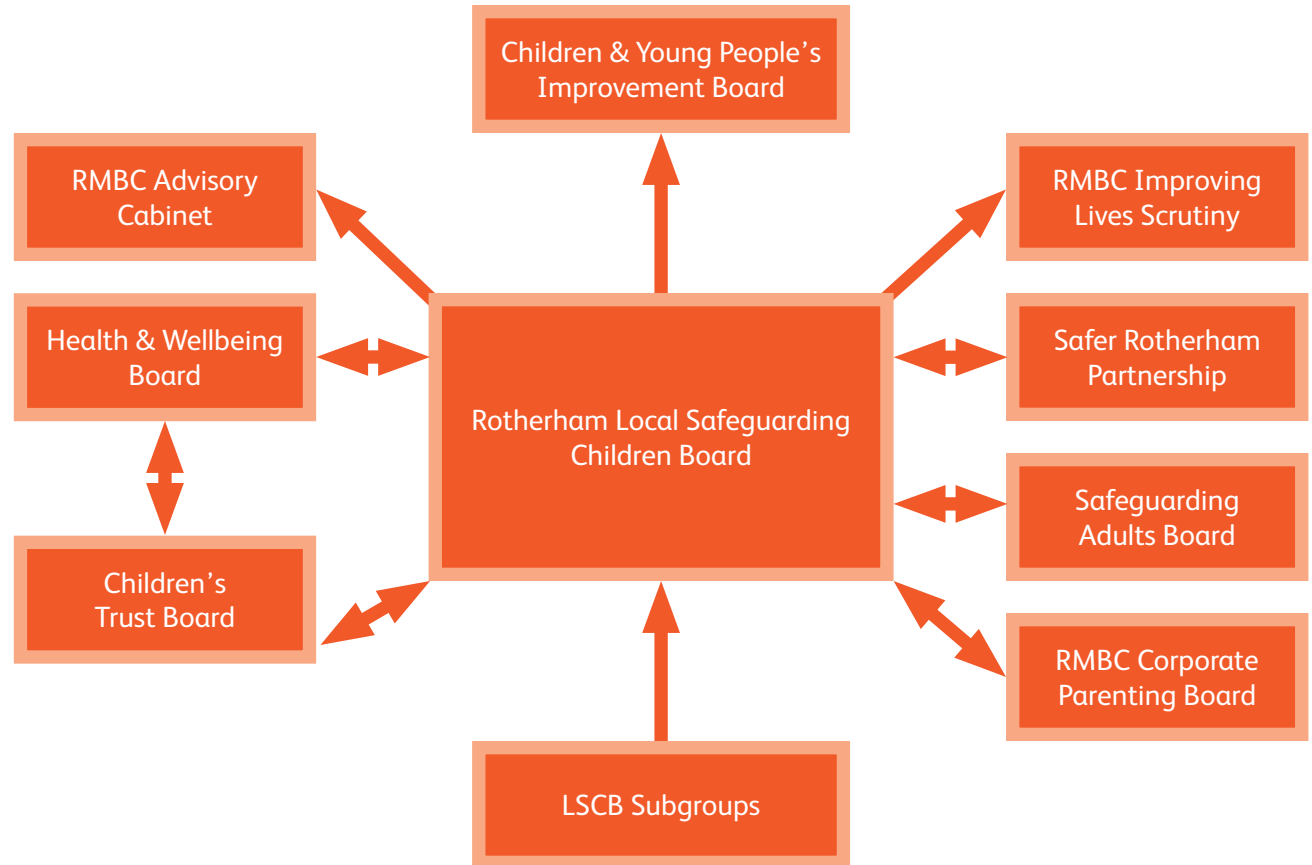 Children & Young People’s
Improvement Board
RMBC Advisory
Cabinet
RMBC Improving
Lives Scrutiny
Health & Wellbeing
Board
Safer Rotherham
Partnership
Rotherham Local Safeguarding
Children Board
Safeguarding
Adults Board
Children’s
Trust Board
RMBC Corporate
Parenting Board
LSCB Subgroups